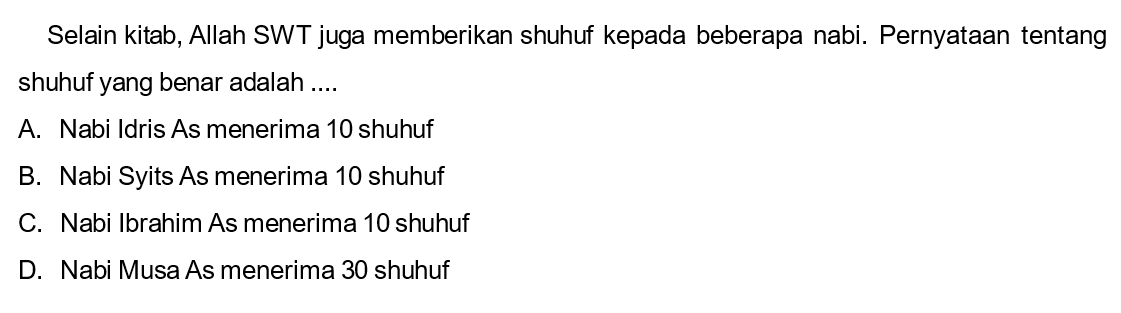 Selain kitab, Allah SWT juga memberikan shuhuf kepada beberapa nabi. Pernyataan tentang
shuhuf yang benar adalah ....
A. Nabi Idris As menerima 10 shuhuf
B. Nabi Syits As menerima 10 shuhuf
C. Nabi Ibrahim As menerima 10 shuhuf
D. Nabi Musa As menerima 30 shuhuf